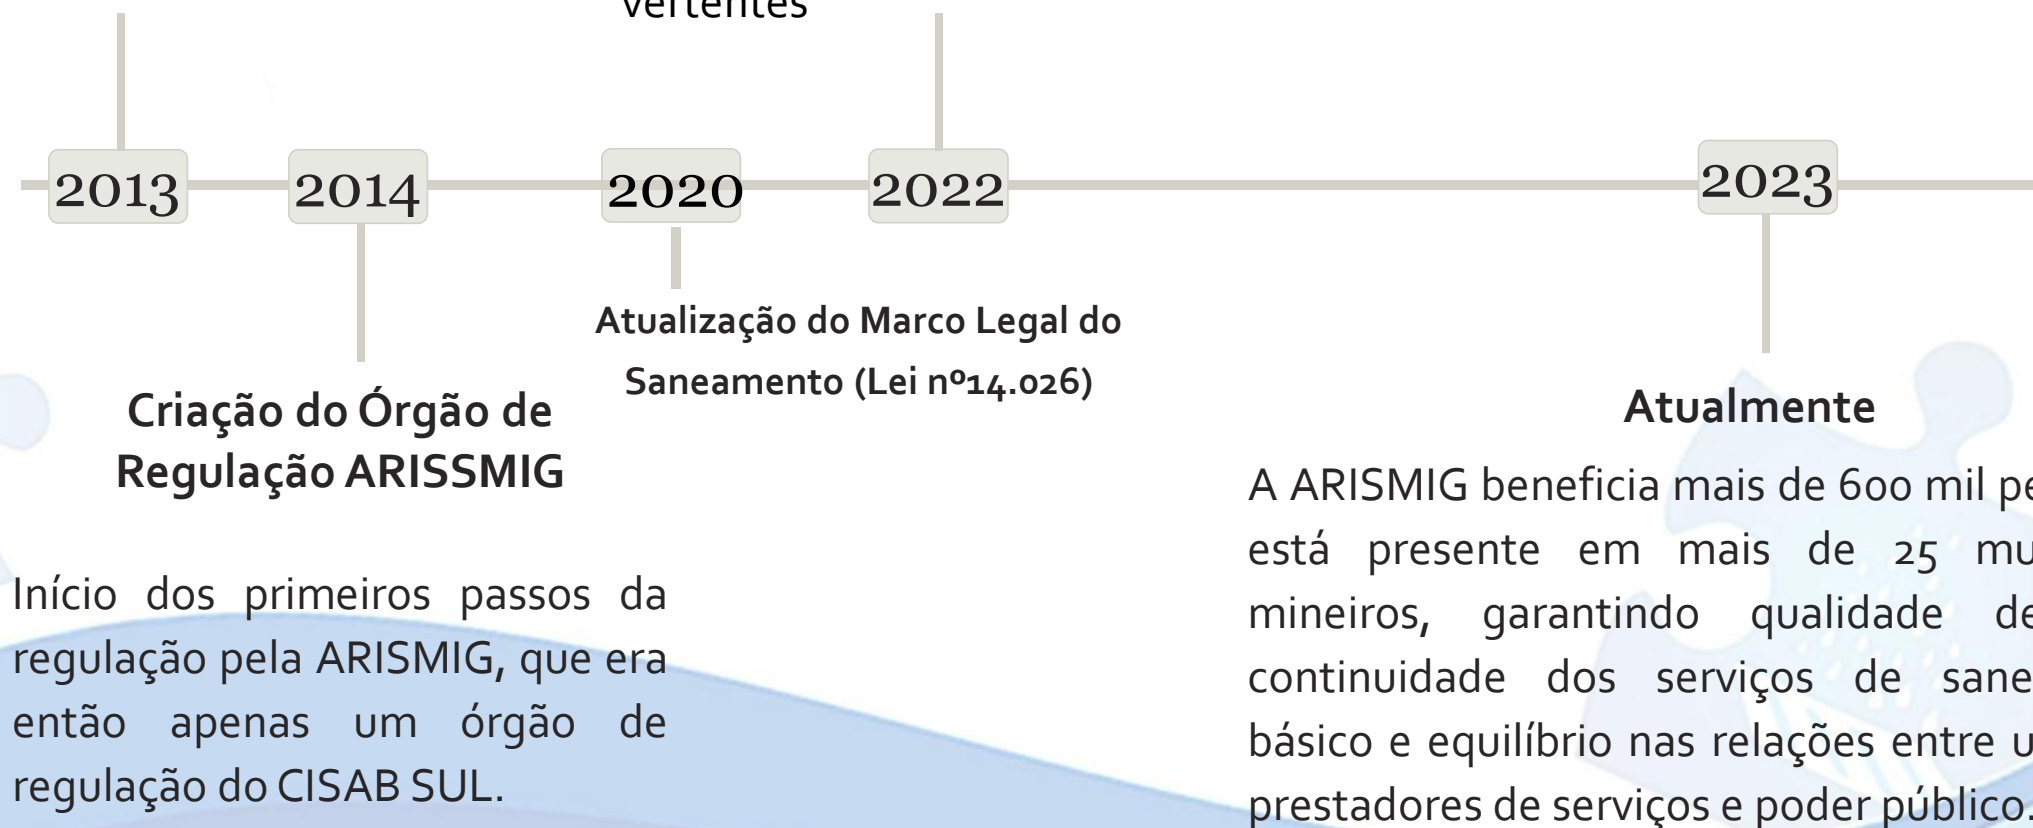 vertentes
2013
2014
2020
2022
2023
Atualização do Marco Legal do
Saneamento (Lei nº14.026)
Criação do Órgão de
Regulação ARISSMIG
Início dos primeiros passos da
regulação pela ARISMIG, que era
então apenas um órgão de
regulação do CISAB SUL.
Atualmente
A ARISMIG beneficia mais de 600 mil
está presente em mais de 25
mineiros, garantindo qualidade
continuidade dos serviços de
básico e equilíbrio nas relações entre
prestadores de serviços e poder público.